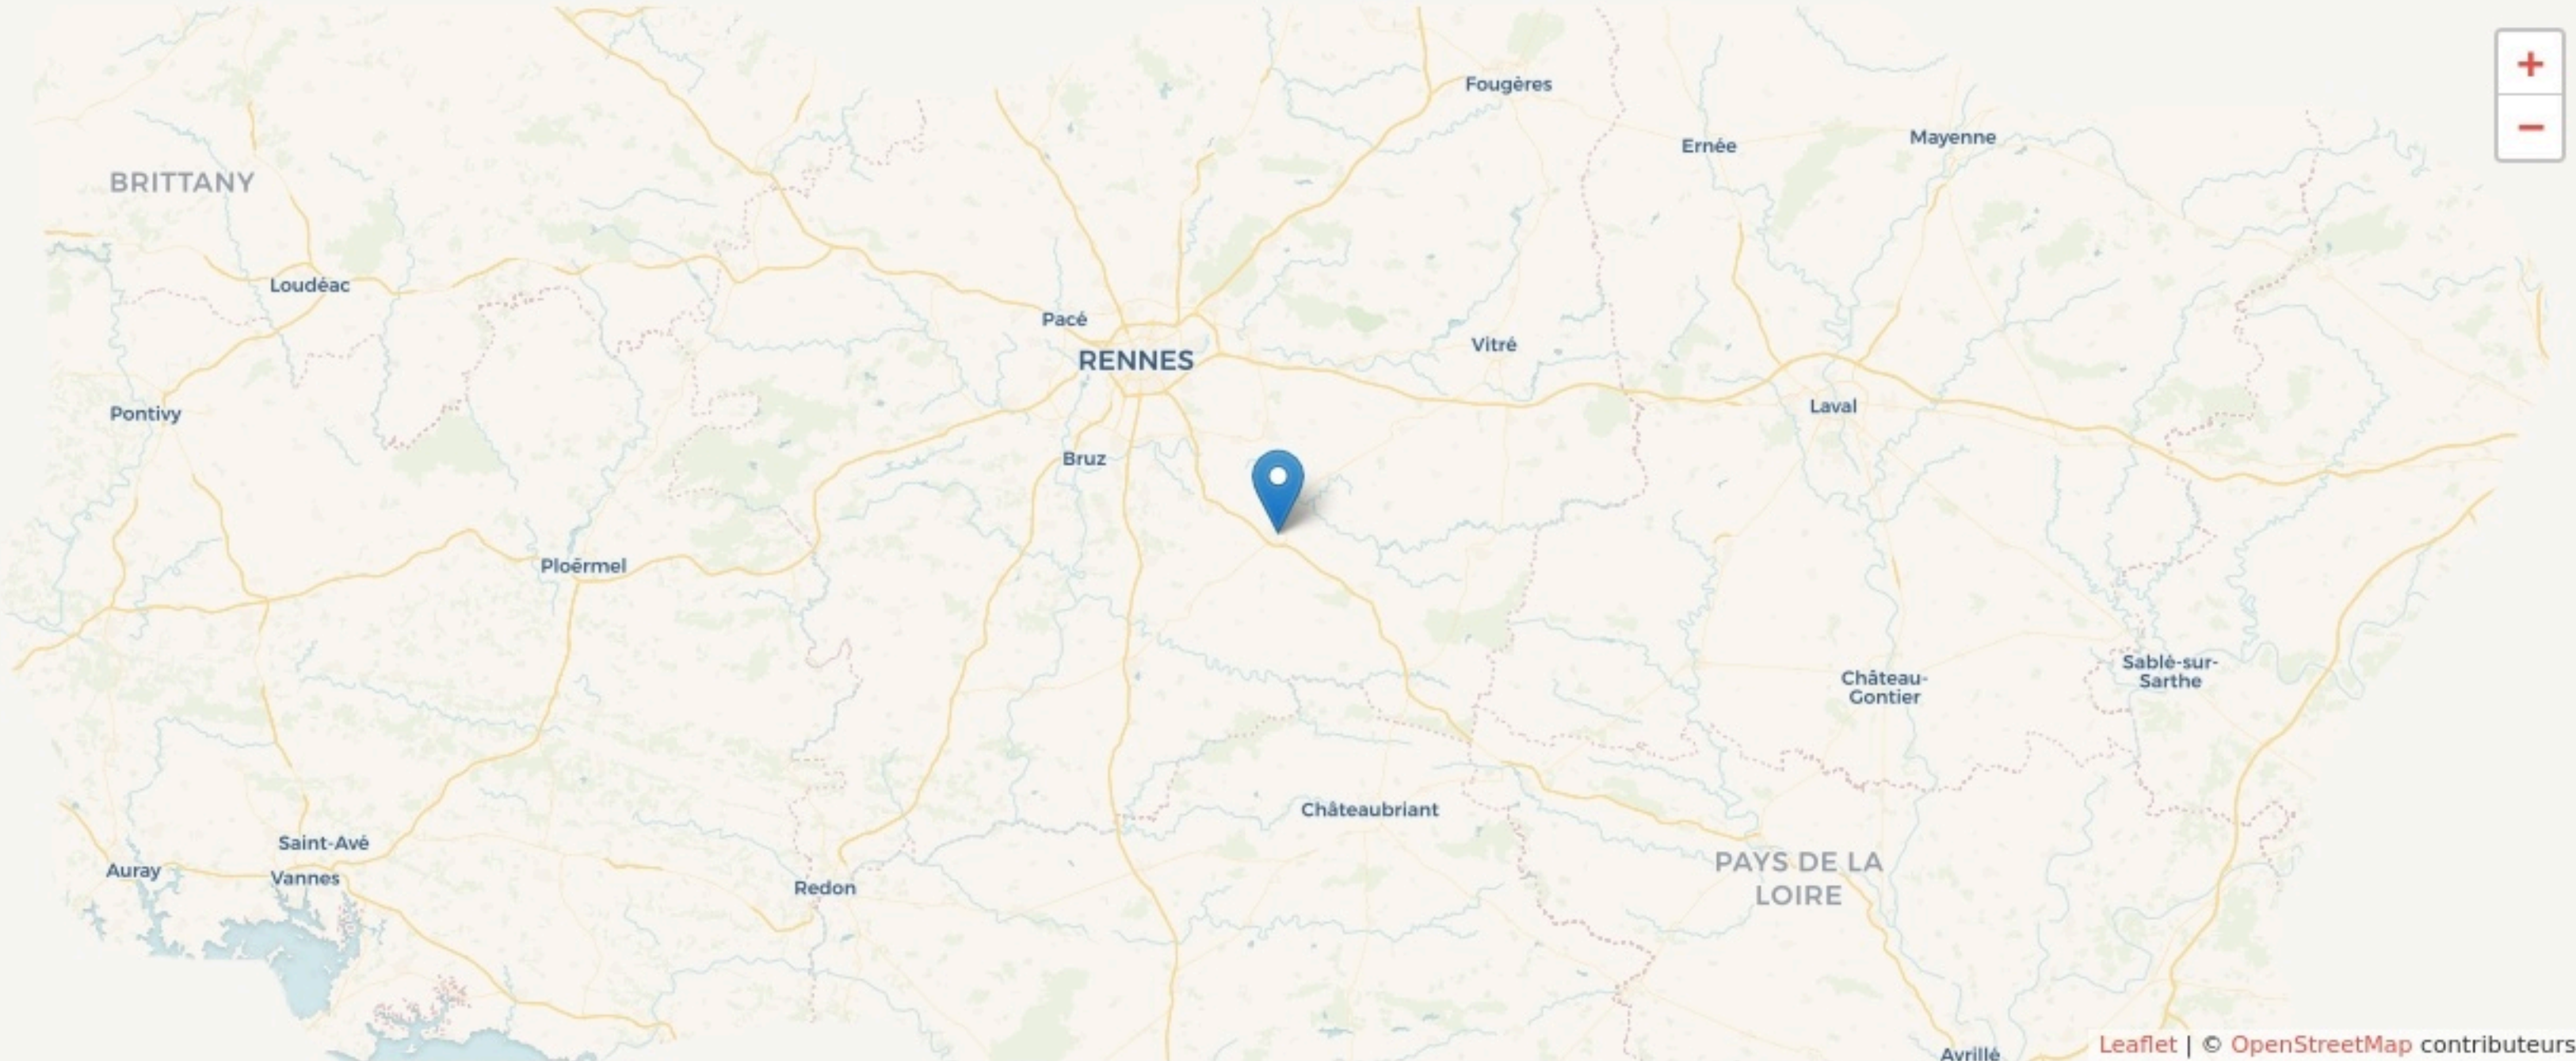 Fougères
Ernée
Mayenne
+
−
BRITTANY
Loudéac
Pacé
RENNES
Vitré
Pontivy
Laval
Bruz
Ploërmel
Château-
Gontier
Sablé-sur-
Sarthe
Châteaubriant
Saint-Avé
Auray
Vannes
Redon
PAYS DE LA
LOIRE
Avrillé
Leaflet | © OpenStreetMap contributeurs